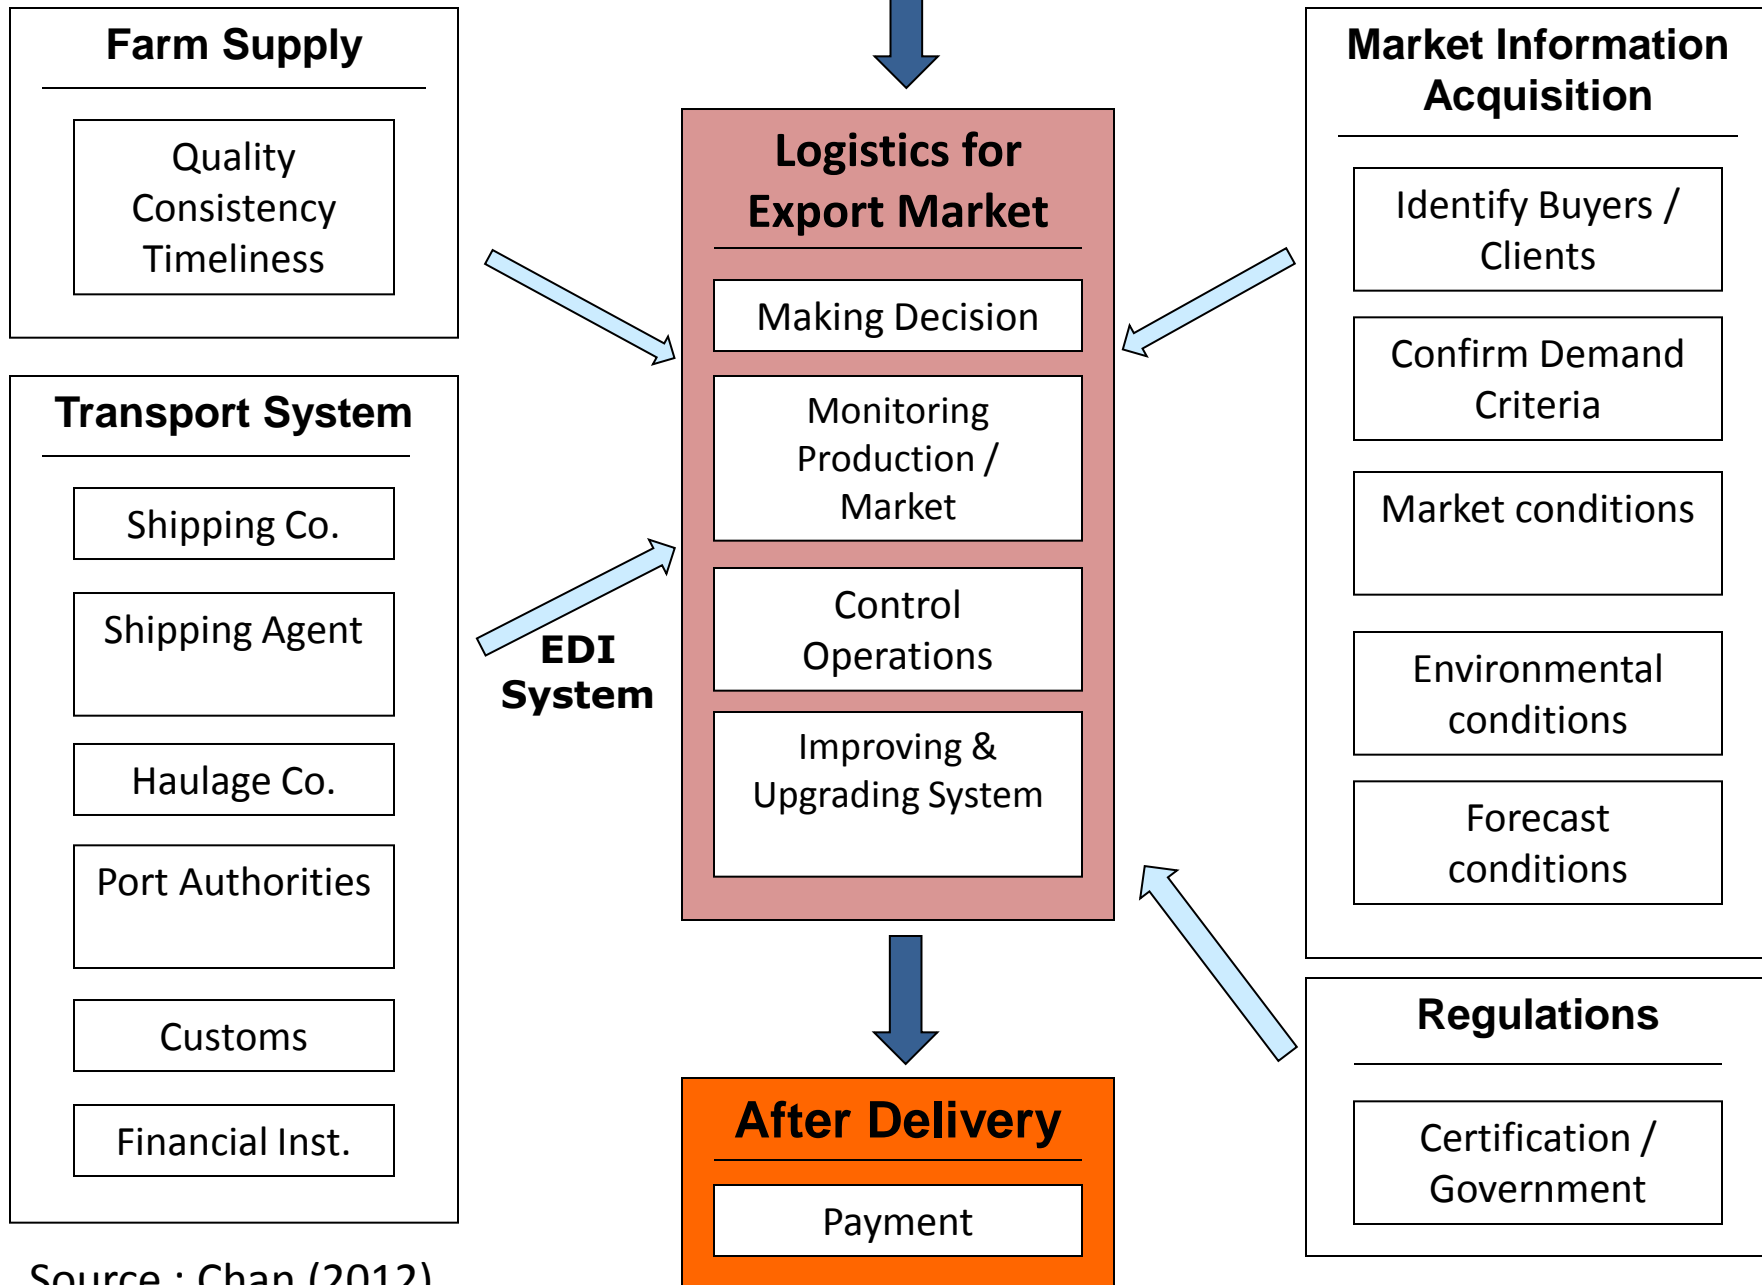 Farm Supply
Quality
Consistency
Timeliness
Transport System
Shipping Co.
Shipping Agent
Haulage Co.
Port Authorities
Customs
Financial Inst.
Source : Chan (2012)
EDI
System
Logistics for
Export Market
Making Decision
Monitoring
Production /
Market
Control
Operations
Improving &
Upgrading System
After Delivery
Payment
Market Information
Acquisition
Identify Buyers /
Clients
Confirm Demand
Criteria
Market conditions
Environmental
conditions
Forecast
conditions
Regulations
Certification /
Government